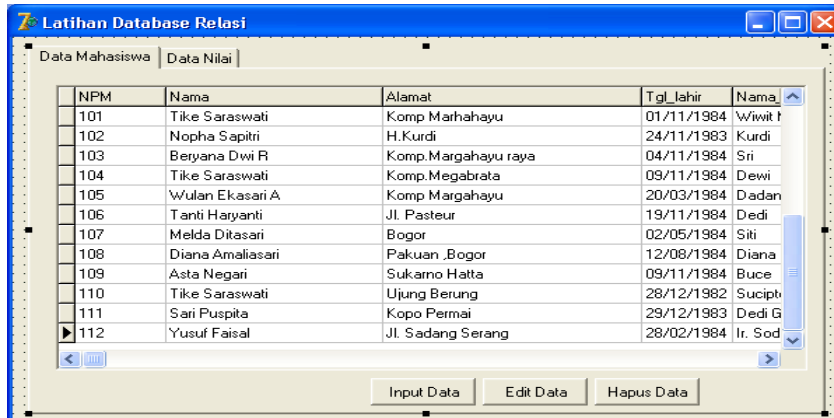 Latihan Database Relasi
Data Mahasiswa Data Nilai
NPM Nama Alamat Tgl_lahir Nama_
101 Tike Saraswati Komp Marhahayu 01/11/1984 Wiwit
102 Nopha Sapitri H.Kurdi 24/11/1983 Kurdi
103 Beryana Dwi R Komp.Margahayu raya 04/11/1984 Sri
104 Tike Saraswati Komp.Megabrata 09/11/1984 Dewi
105 Wulan Ekasari A Komp Margahayu 20/03/1984 Dadan
106 Tanti Haryanti Jl. Pasteur 19/11/1984 Dedi
107 Melda Ditasari Bogor 02/05/1984 Siti
108 Diana Amaliasari Pakuan ,Bogor 12/08/1984 Diana
109 Asta Negari Sukarno Hatta 09/11/1984 Buce
110 Tike Saraswati Ujung Berung 28/12/1982 Sucipt
111 Sari Puspita Kopo Permai 29/12/1983 Dedi G
112 Yusuf Faisal Jl. Sadang Serang 28/02/1984 Ir. Sod
Input Data Edit Data Hapus Data